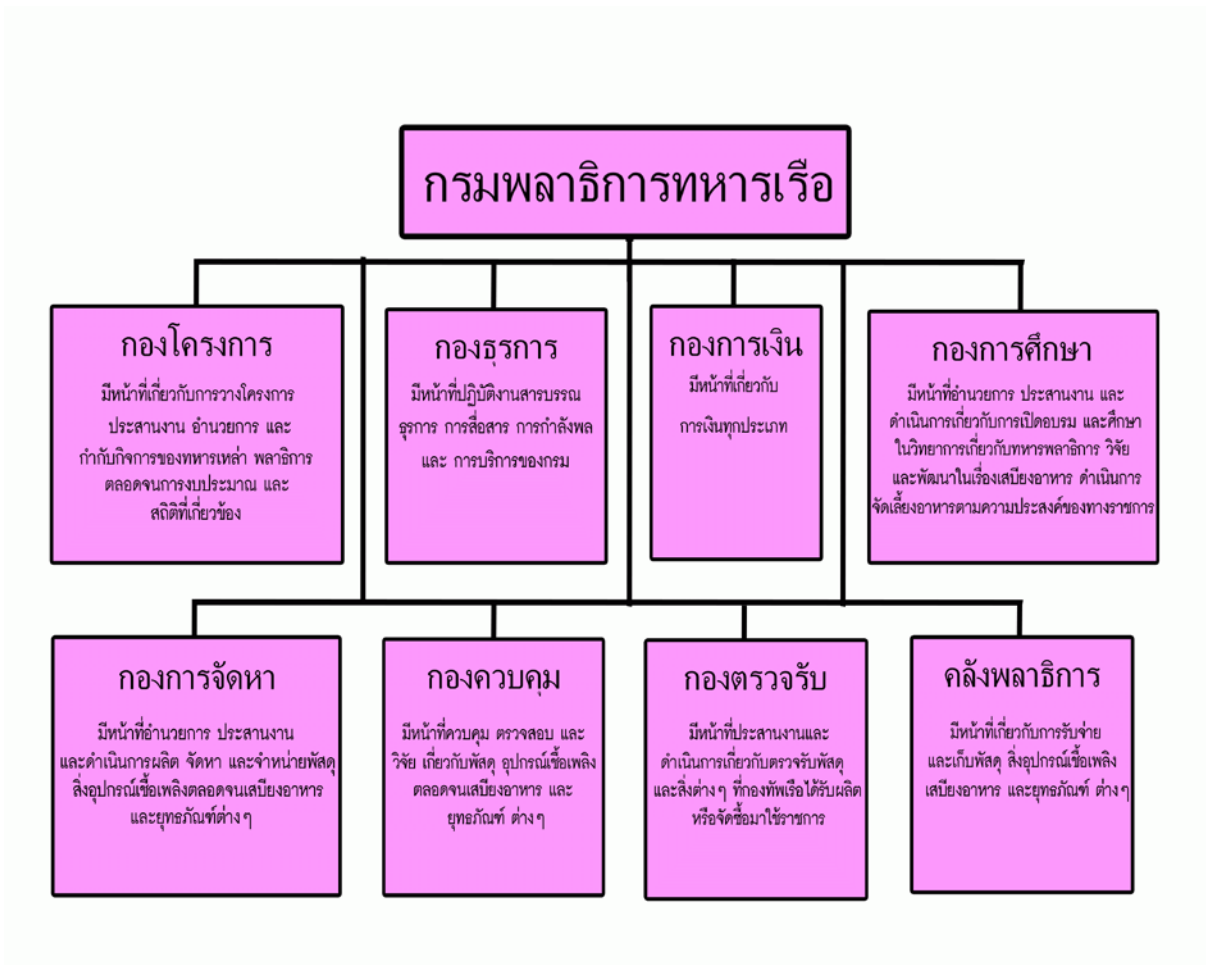 กรมพลาธิการทหารเรือ
กองโครงการ
มีหน้าที่เกี่ยวกับการวางโครงการ
ประสานงาน อำนวยการ และ
กำกับกิจการของทหารเหล่า พลาธิการ
ตลอดจนการงบประมาณ และ
สถิติที่เกี่ยวข้อง
กองธุรการ
มีหน้าที่ปฏิบัติงานสารบรรณ
ธุรการ การสื่อสาร การกำลังพล
และ การบริการของกรม
กองการเงิน
มีหน้าที่เกี่ยวกับ
การเงินทุกประเภท
กองการศึกษา
มีหน้าที่อำนวยการ ประสานงาน และ
ดำเนินการเกี่ยวกับการเปิดอบรม และศึกษา
ในวิทยาการเกี่ยวกับทหารพลาธิการ วิจัย
และพัฒนาในเรื่องเสบียงอาหาร ดำเนินการ
จัดเลี้ยงอาหารตามความประสงค์ของทางราชการ
กองการจัดหา
มีหน้าที่อำนวยการ ประสานงาน
และดำเนินการผลิต จัดหา และจำหน่ายพัสดุ
สิ่งอุปกรณ์เชื้อเพลิงตลอดจนเสบียงอาหาร
และยุทธภัณฑ์ต่างๆ
กองควบคุม
มีหน้าที่ควบคุม ตรวจสอบ และ
วิจัย เกี่ยวกับพัสดุ อุปกรณ์เชื้อเพลิง
ตลอดจนเสบียงอาหาร และ
ยุทธภัณฑ์ ต่างๆ
กองตรวจรับ
มีหน้าที่ประสานงานและ
ดำเนินการเกี่ยวกับตรวจรับพัสดุ
และสิ่งต่างๆ ที่กองทัพเรือได้รับผลิต
หรือจัดซื้อมาใช้ราชการ
คลังพลาธิการ
มีหน้าที่เกี่ยวกับการรับจ่าย
และเก็บพัสดุ สิ่งอุปกรณ์เชื้อเพลิง
เสบียงอาหาร และยุทธภัณฑ์ ต่างๆ